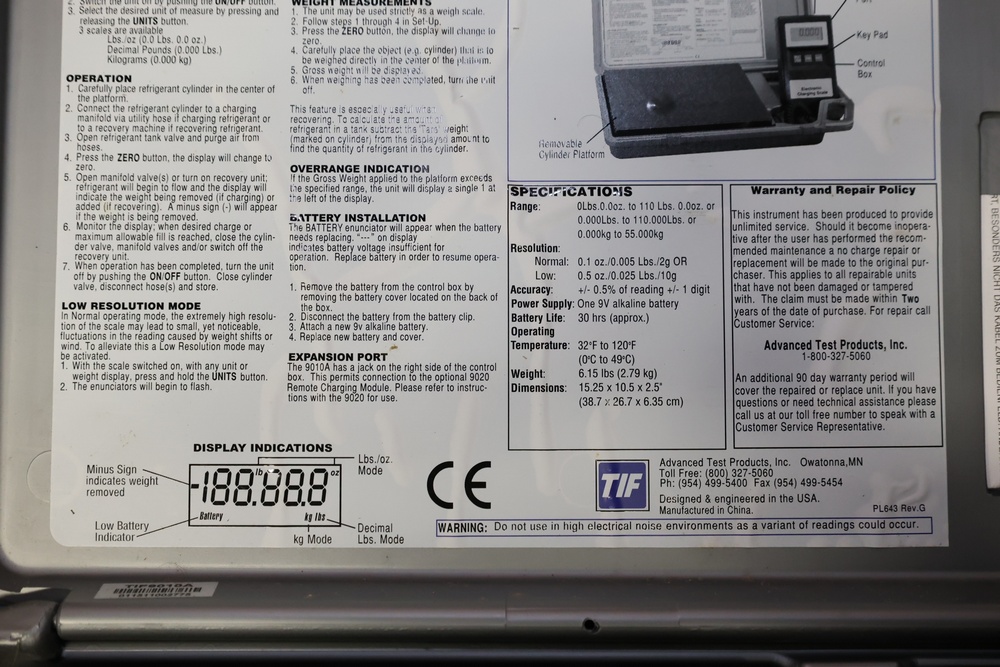 2. Switch the unit on by pushing the ON/OFF button.
3. Select the desired unit of measure by pressing and
releasing the UNITS button.
3 scales are available
Lbs./oz (0.0 Lbs. 0.0 oz.)
Decimal Pounds (0.000 Lbs.)
Kilograms (0.000 kg)
OPERATION
1. Carefully place refrigerant cylinder in the center of
the platform.
2. Connect the refrigerant cylinder to a charging
manifold via utility hose if charging refrigerant or
to a recovery machine if recovering refrigerant.
3. Open refrigerant tank valve and purge air from
hoses.
4. Press the ZERO button, the display will change to
zero.
5. Open manifold valve(s) or turn on recovery unit;
refrigerant will begin to flow and the display will
indicate the weight being removed (if charging) or
added (if recovering). A minus sign (-) will appear
if the weight is being removed.
6. Monitor the display; when desired charge or
maximum allowable fill is reached, close the cylin-
der valve, manifold valves and/or switch off the
recovery unit.
7. When operation has been completed, turn the unit
off by pushing the ON/OFF button. Close cylinder
valve, disconnect hose(s) and store.
LOW RESOLUTION MODE
In Normal operating mode, the extremely high resolu-
tion of the scale may lead to small, yet noticeable,
fluctuations in the reading caused by weight shifts or
wind. To alleviate this a Low Resolution mode may
be activated.
1. With the scale switched on, with any unit or
weight display, press and hold the UNITS button.
2. The enunciators will begin to flash.
WEIGHT MEASUREMENTS
1. The unit may be used strictly as a weigh scale.
2. Follow steps 1 through 4 in Set-Up.
3. Press the ZERO button, the display will change to
zero.
4. Carefully place the object (e.g. cylinder) that is to
be weighed directly in the center of the platform.
5. Gross weight will be displayed.
6. When weighing has been completed, turn the unit
off.
This feature is especially useful when
recovering. To calculate the amount of
refrigerant in a tank subtract the "Tare" weight
(marked on cylinder) from the displayed amount to
find the quantity of refrigerant in the cylinder.
OVERRANGE INDICATION
If the Gross Weight applied to the platform exceeds
the specified range, the unit will display a single 1 at
the left of the display.
BATTERY INSTALLATION
The BATTERY enunciator will appear when the battery
needs replacing. "---" on display
indicates battery voltage insufficient for
operation. Replace battery in order to resume opera-
tion.
1. Remove the battery from the control box by
removing the battery cover located on the back of
the box.
2. Disconnect the battery from the battery clip.
3. Attach a new 9v alkaline battery.
4. Replace new battery and cover.
EXPANSION PORT
The 9010A has a jack on the right side of the control
box. This permits connection to the optional 9020
Remote Charging Module. Please refer to instruc-
tions with the 9020 for use.
Key Pad
Control
Box
Electronic
Charging Scale
Removable
Cylinder Platform
SPECIFICATIONS
Range: 0Lbs.0.0oz. to 110 Lbs. 0.0oz. or
0.000Lbs. to 110.000Lbs. or
0.000kg to 55.000kg
Resolution:
Normal: 0.1 oz/0.005 Lbs./2g OR
Low: 0.5 oz/0.025 Lbs./10g
Accuracy: +/- 0.5% of reading +/- 1 digit
Power Supply: One 9V alkaline battery
Battery Life: 30 hrs (approx.)
Operating
Temperature: 32°F to 120°F
(0°C to 49°C)
Weight: 6.15 lbs (2.79 kg)
Dimensions: 15.25 x 10.5 x 2.5"
(38.7 x 26.7 x 6.35 cm)
Warranty and Repair Policy
This instrument has been produced to provide
unlimited service. Should it become inopera-
tive after the user has performed the recom-
mended maintenance a no charge repair or
replacement will be made to the original pur-
chaser. This applies to all repairable units
that have not been damaged or tampered
with. The claim must be made within Two
years of the date of purchase. For repair call
Customer Service:
Advanced Test Products, Inc.
1-800-327-5060
An additional 90 day warranty period will
cover the repaired or replace unit. If you have
questions or need technical assistance please
call us at our toll free number to speak with a
Customer Service Representative.
DISPLAY INDICATIONS
Minus Sign
indicates weight
removed
Low Battery
Indicator
-188.88.8
lb
oz
Battery
kg lbs
Lbs./oz.
Mode
Decimal
Lbs. Mode
kg Mode
CE
TIF
Advanced Test Products, Inc. Owatonna,MN
Toll Free: (800) 327-5060
Ph: (954) 499-5400 Fax (954) 499-5454
Designed & engineered in the USA.
Manufactured in China.
PL643 Rev.G
WARNING: Do not use in high electrical noise environments as a variant of readings could occur.
TIF9010A